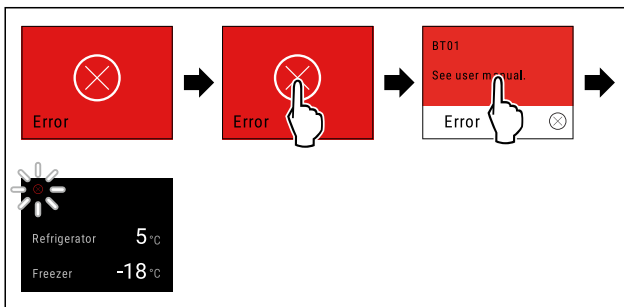 Error
Error
BT01
See user manual.
Error
Refrigerator 5°C
Freezer -18°C